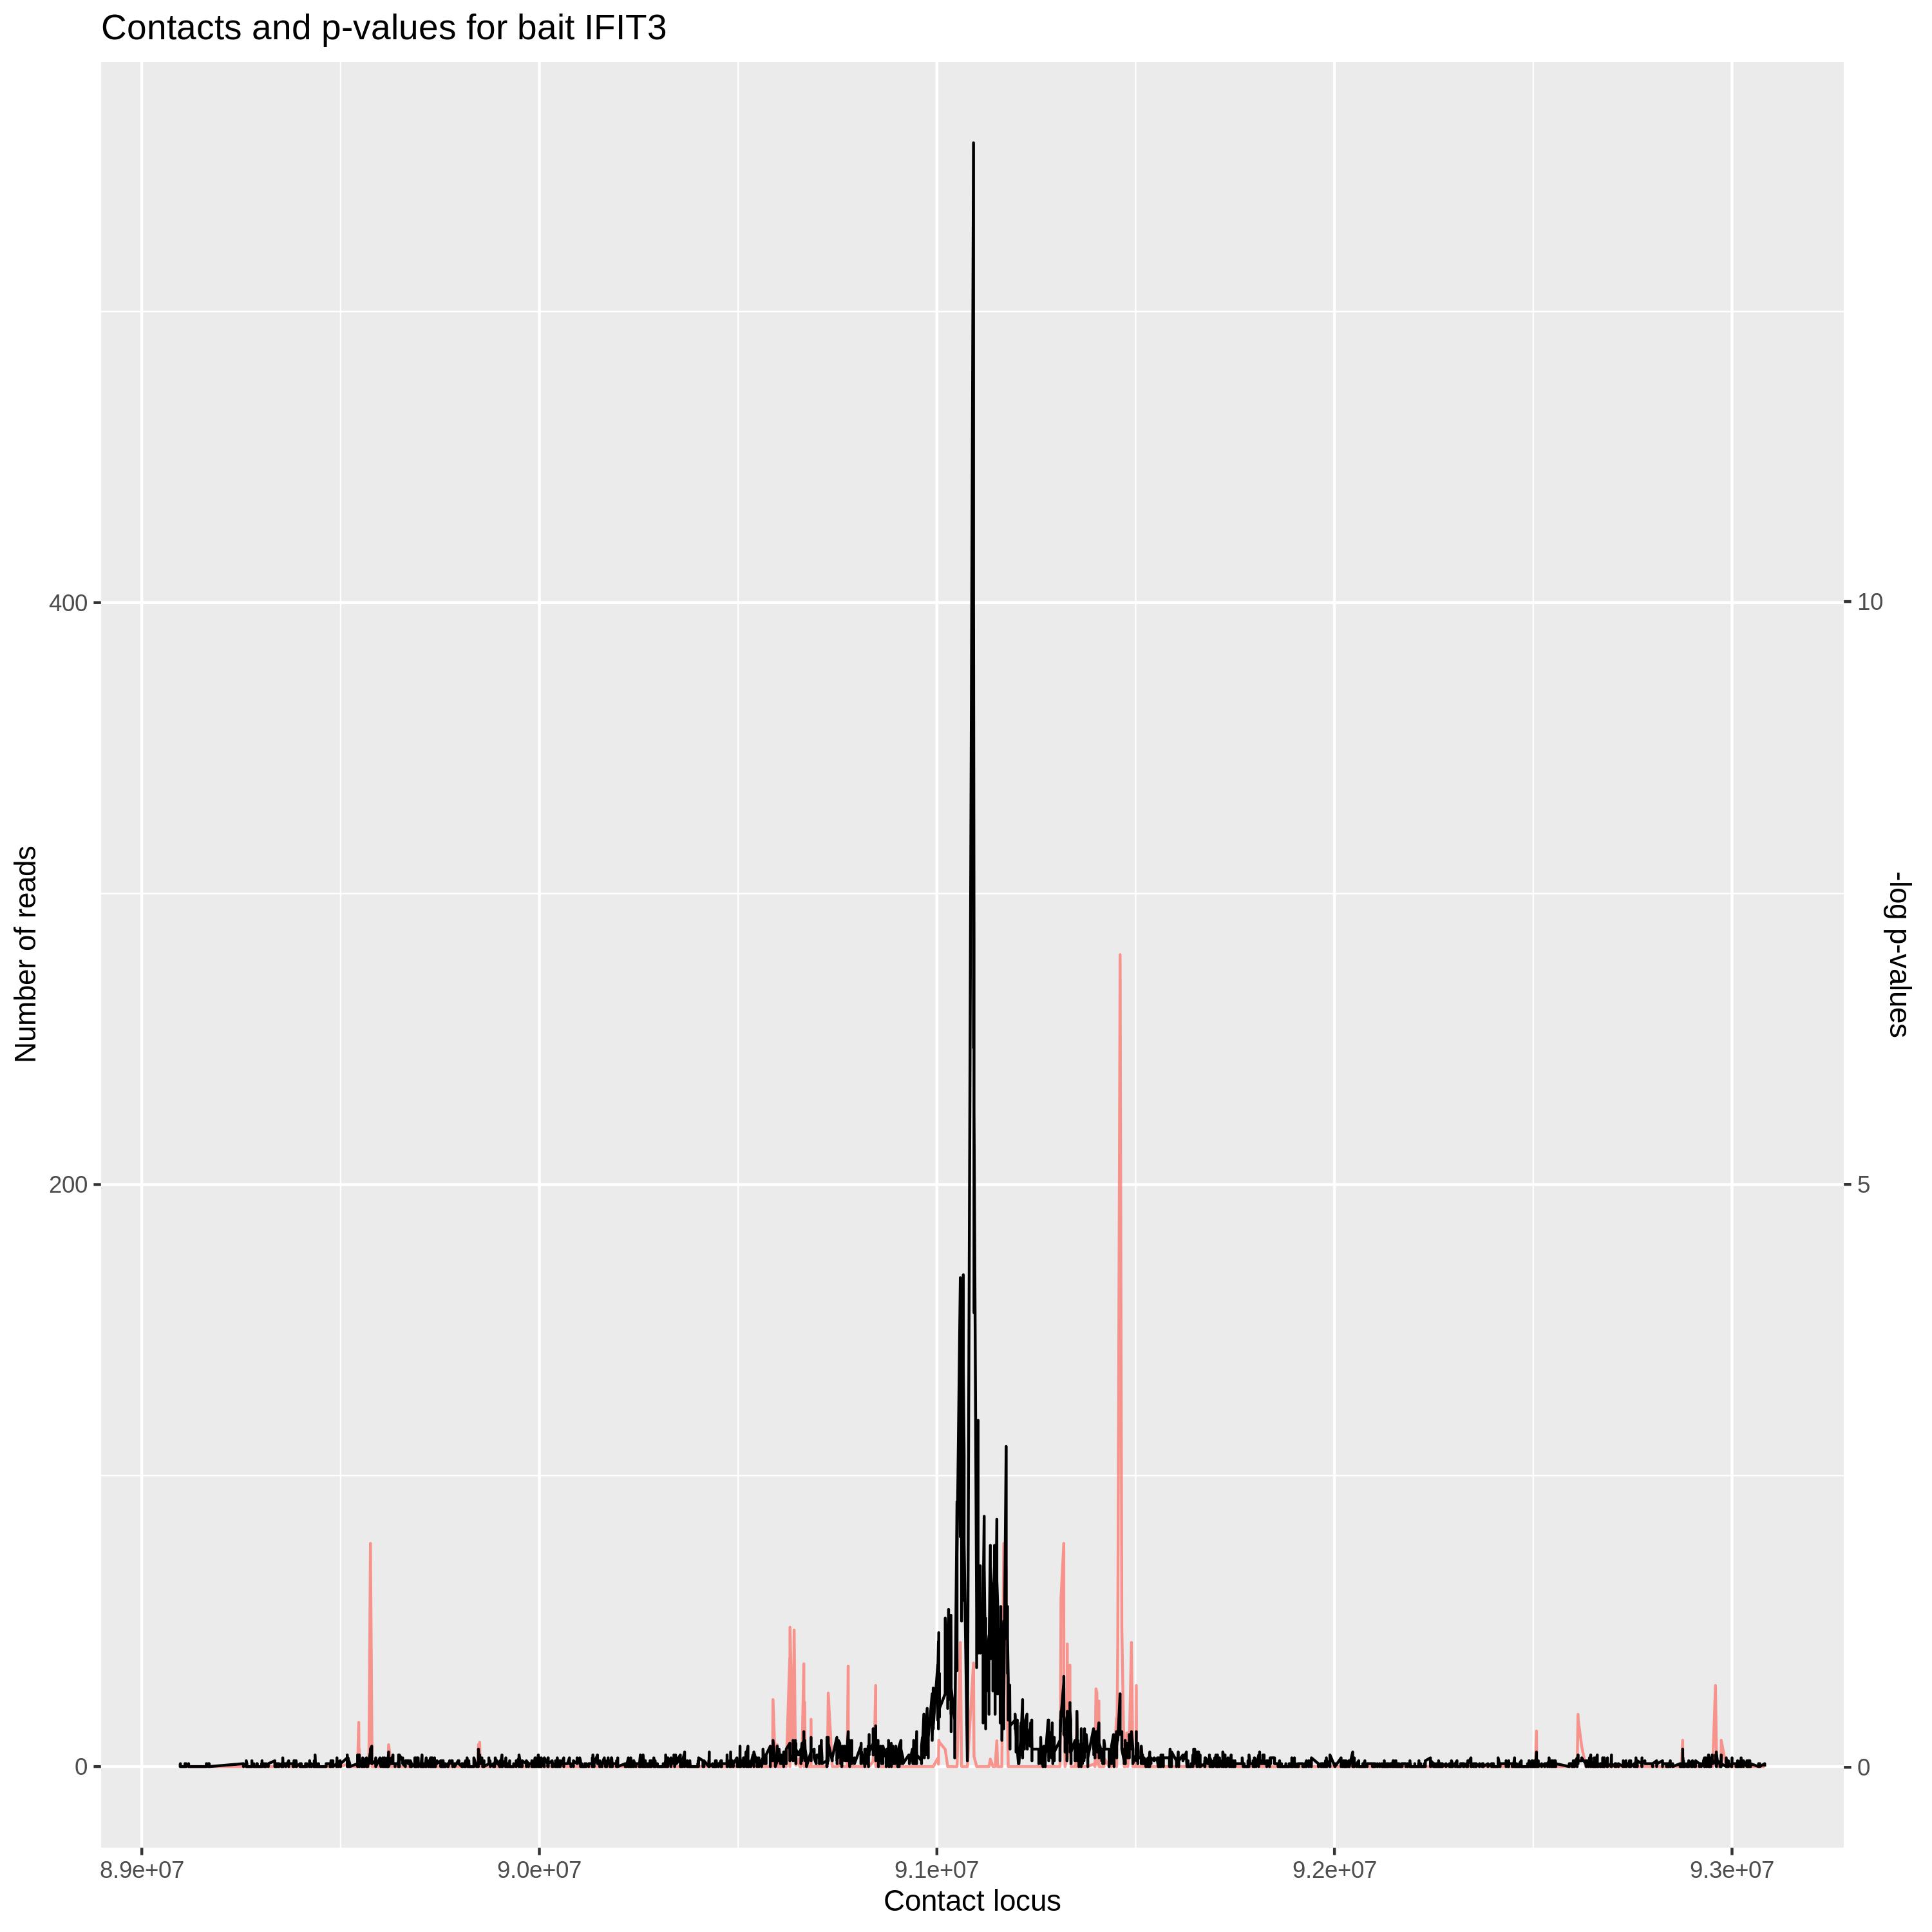 Contacts and p-values for bait IFIT3
Number of reads
400
200
0
10
5
0
-log p-values
8.9e+07
9.0e+07
9.1e+07
9.2e+07
9.3e+07
Contact locus